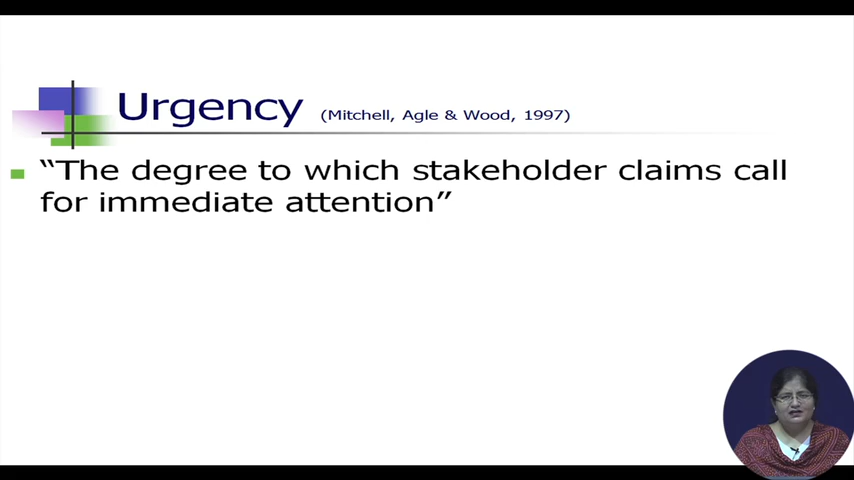 Urgency (Mitchell, Agle & Wood, 1997)
“The degree to which stakeholder claims call
for immediate attention”